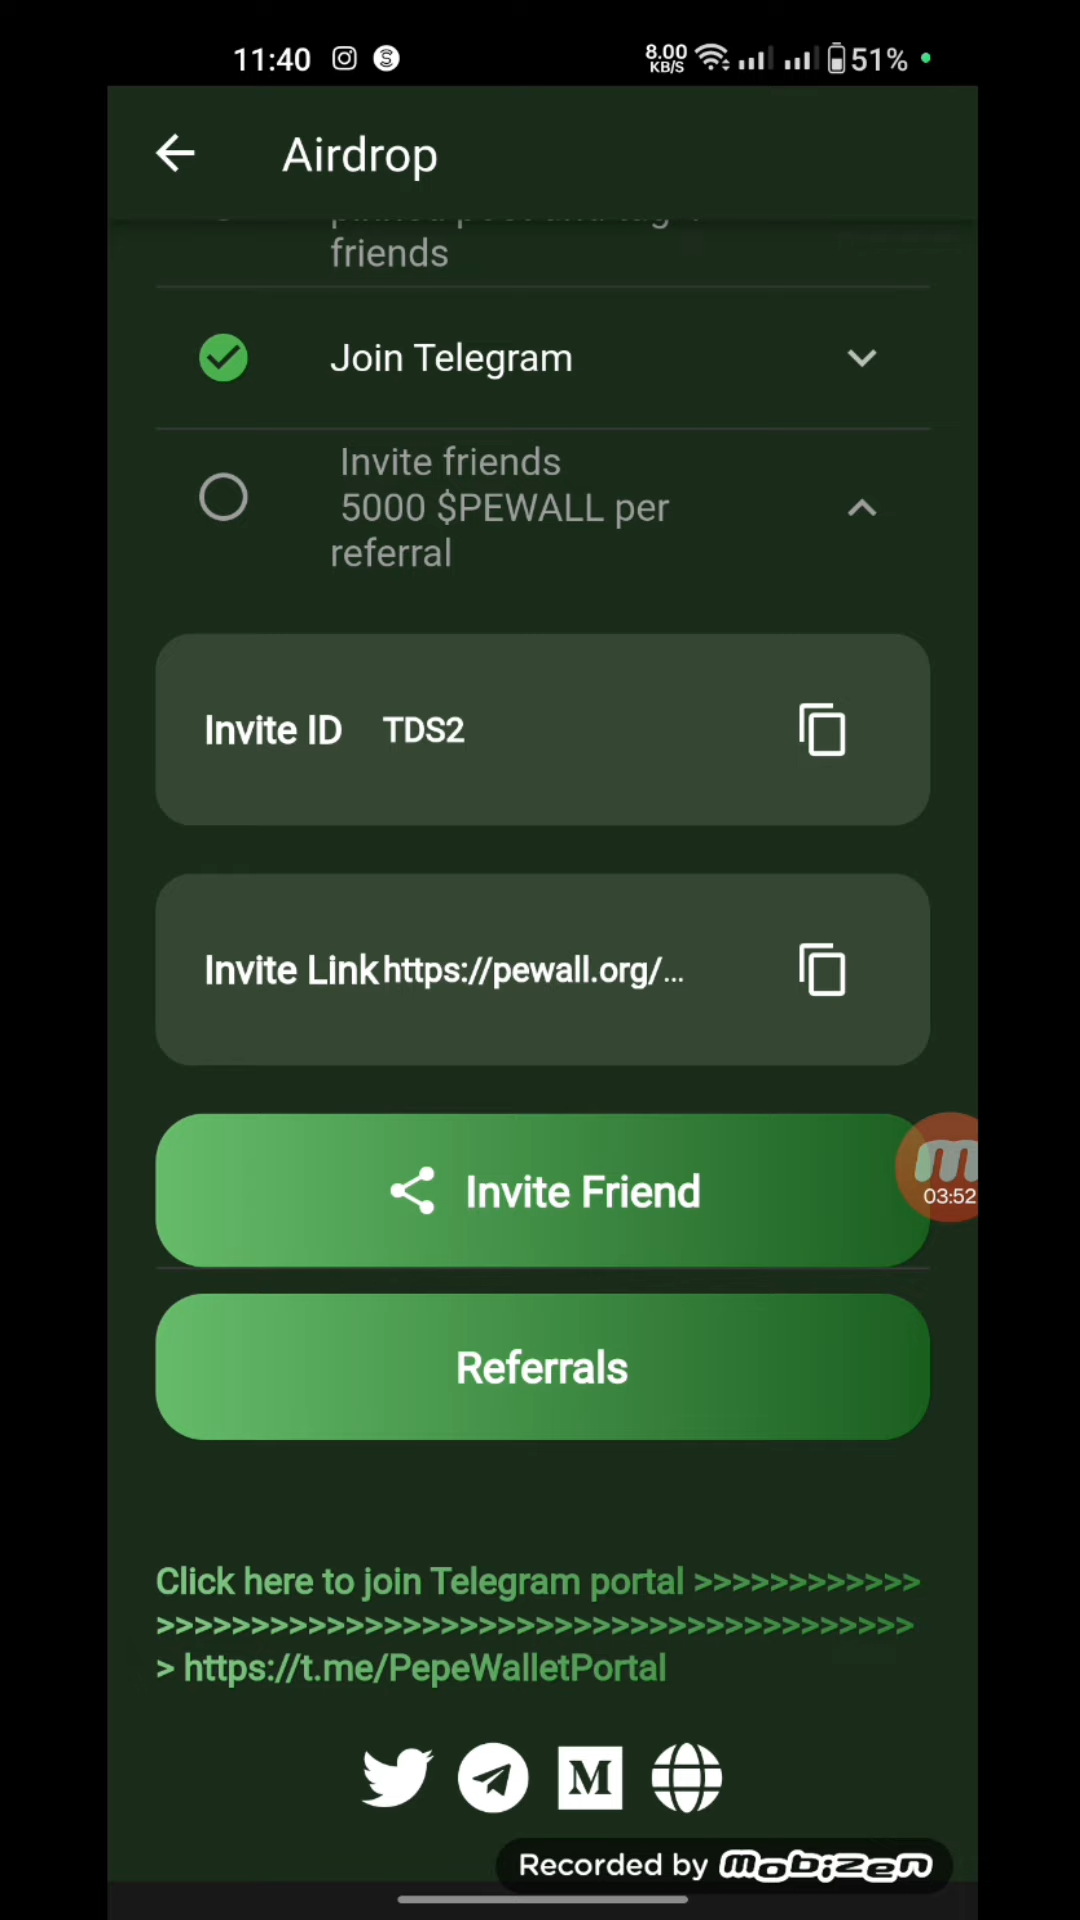 11:40
8.00
KB/S
51%
Airdrop
friends
Join Telegram
Invite friends
5000 $PEWALL per
referral
Invite ID TDS2
Invite Link https://pewall.org/...
Invite Friend
03:52
Referrals
Click here to join Telegram portal >>>>>>>>>>>>
>>>>>>>>>>>>>>>>>>>>>>>>>>>>>>>>>>>>>>>>
> https://t.me/PepeWalletPortal
M
Recorded by mobizen